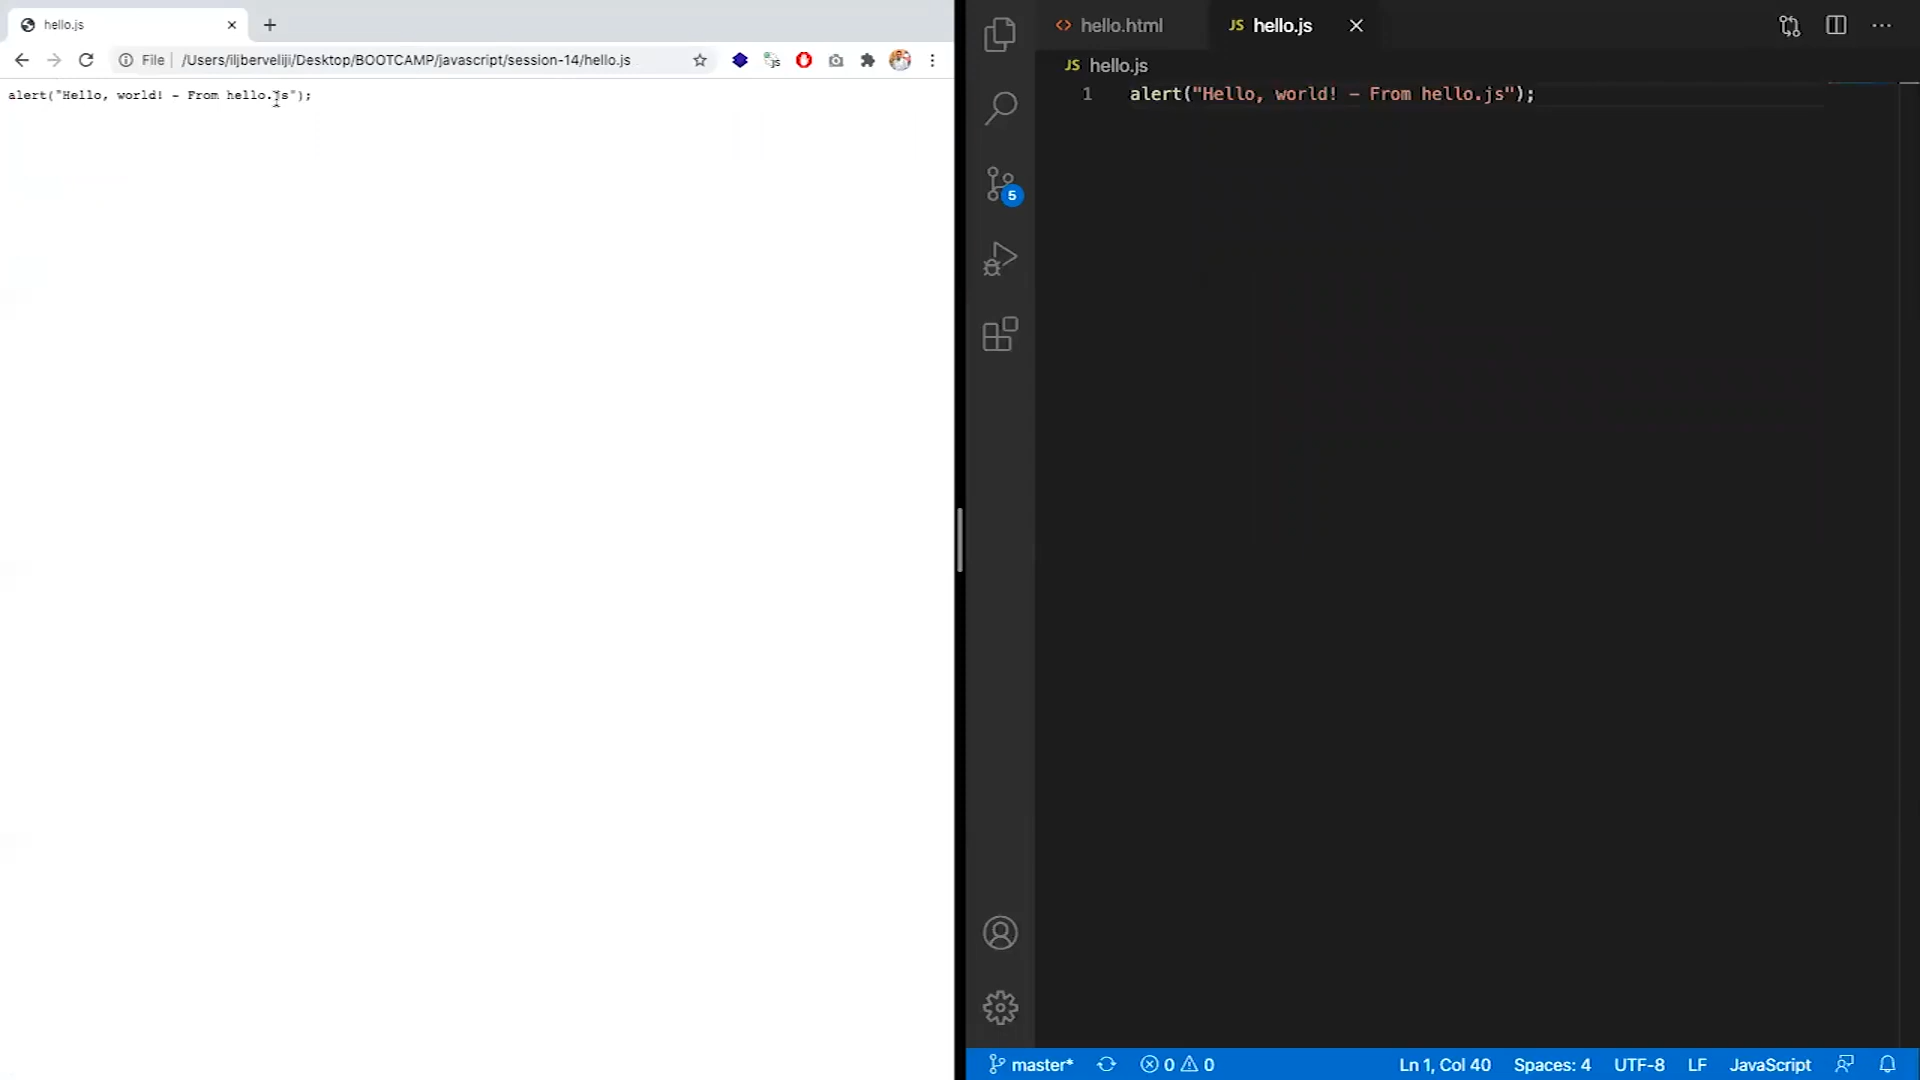 hello.js
File | /Users/iljberveliji/Desktop/BOOTCAMP/javascript/session-14/hello.js
alert("Hello, world! - From hello.js");
<> hello.html
JS hello.js
JS hello.js
1 alert("Hello, world! - From hello.js");
5
master* 0 0 Ln 1, Col 40 Spaces: 4 UTF-8 LF JavaScript